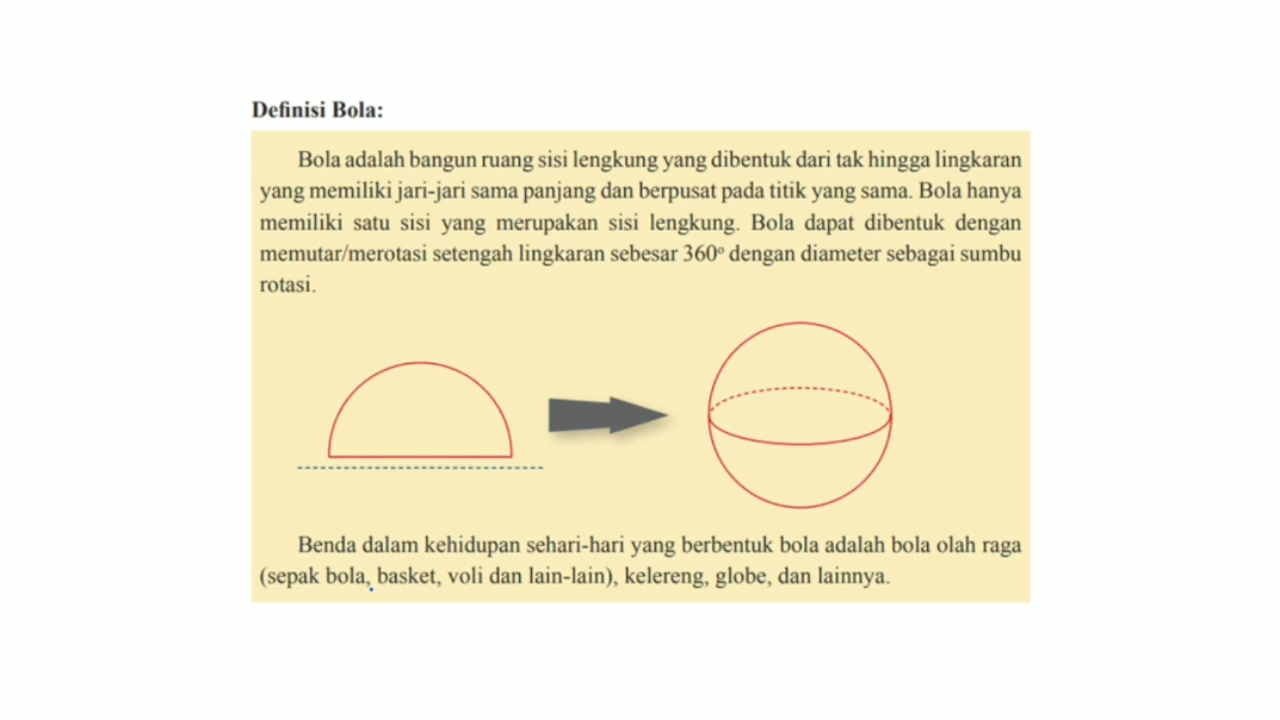 Definisi Bola:
Bola adalah bangun ruang sisi lengkung yang dibentuk dari tak hingga lingkaran
yang memiliki jari-jari sama panjang dan berpusat pada titik yang sama. Bola hanya
memiliki satu sisi yang merupakan sisi lengkung. Bola dapat dibentuk dengan
memutar/merotasi setengah lingkaran sebesar 360° dengan diameter sebagai sumbu
rotasi.
Benda dalam kehidupan sehari-hari yang berbentuk bola adalah bola olah raga
(sepak bola, basket, voli dan lain-lain), kelereng, globe, dan lainnya.